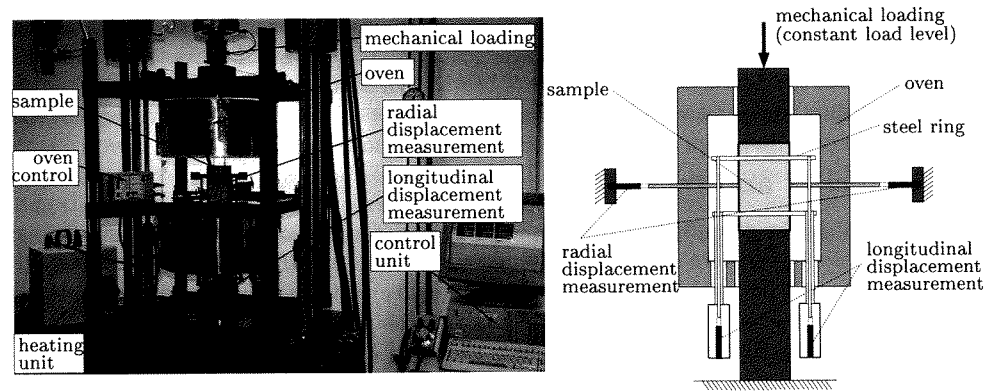 mechanical loading
oven
sample
radial
displacement
measurement
oven
control
longitudinal
displacement
measurement
control
unit
heating
unit
mechanical loading
(constant load level)
sample
oven
steel ring
radial
displacement
measurement
longitudinal
displacement
measurement